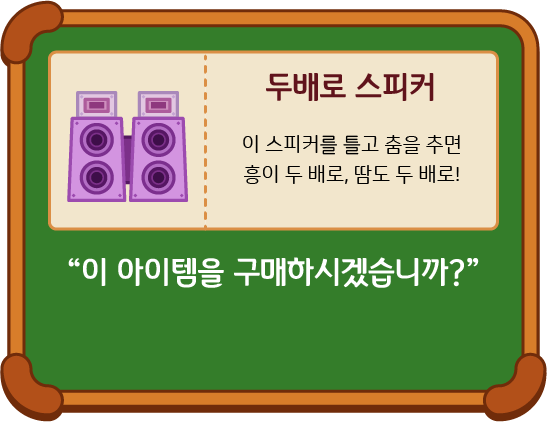 두배로 스피커
이 스피커를 틀고 춤을 추면
흥이 두 배로, 땀도 두 배로!
“이 아이템을 구매하시겠습니까?”